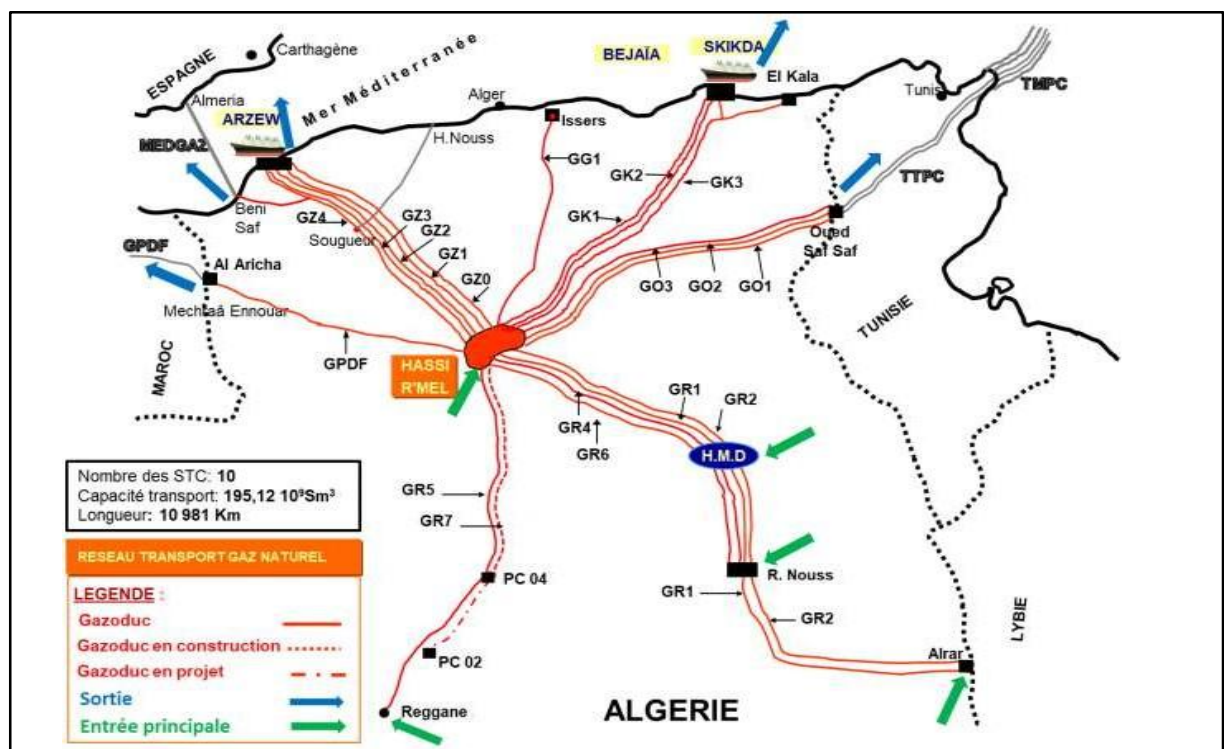 ESPAGNE
Carthagène
Almeria
Mer Méditerranée
ARZEW
MEDGAZ
Alger
H.Nouss
Issers
BEJAÏA
SKIKDA
El Kala
Tunis
TMPC
TTPC
GG1
GK2
GK3
GK1
Beni
Saf
GZ4
GZ3
GZ2
GZ1
GZ0
Sougueur
Oued
Saf Saf
GO3
GO2
GO1
GPDF
Al Aricha
Mechtaâ Ennouar
GPDF
MAROC
TUNISIE
HASSI
R'MEL
GR1
GR2
GR4
GR6
H.M.D
GR5
GR7
PC 04
R. Nouss
GR1
GR2
PC 02
Alrar
LYBIE
Reggane
ALGERIE
Nombre des STC: 10
Capacité transport: 195,12 10⁹Sm³
Longueur: 10 981 Km
RESEAU TRANSPORT GAZ NATUREL
LEGENDE :
Gazoduc
Gazoduc en construction
Gazoduc en projet
Sortie
Entrée principale